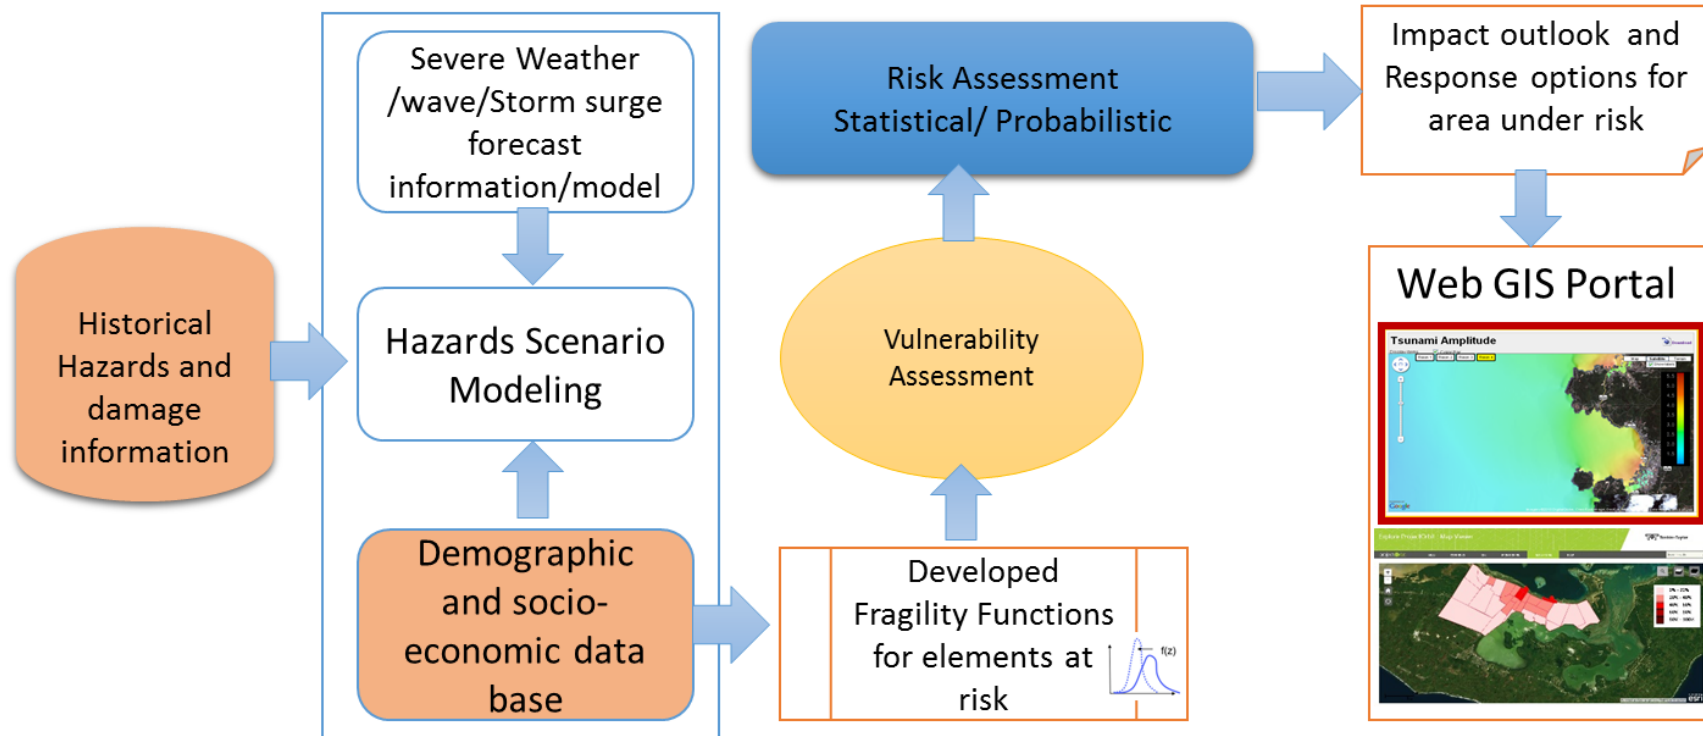 Historical
Hazards and
damage
information
Severe Weather
/wave/Storm surge
forecast
information/model
Hazards Scenario
Modeling
Demographic
and socio-
economic data
base
Developed
Fragility Functions
for elements at
risk
f(z)
Vulnerability
Assessment
Risk Assessment
Statistical/ Probabilistic
Impact outlook and
Response options for
area under risk
Web GIS Portal
Tsunami Amplitude
Google
esri